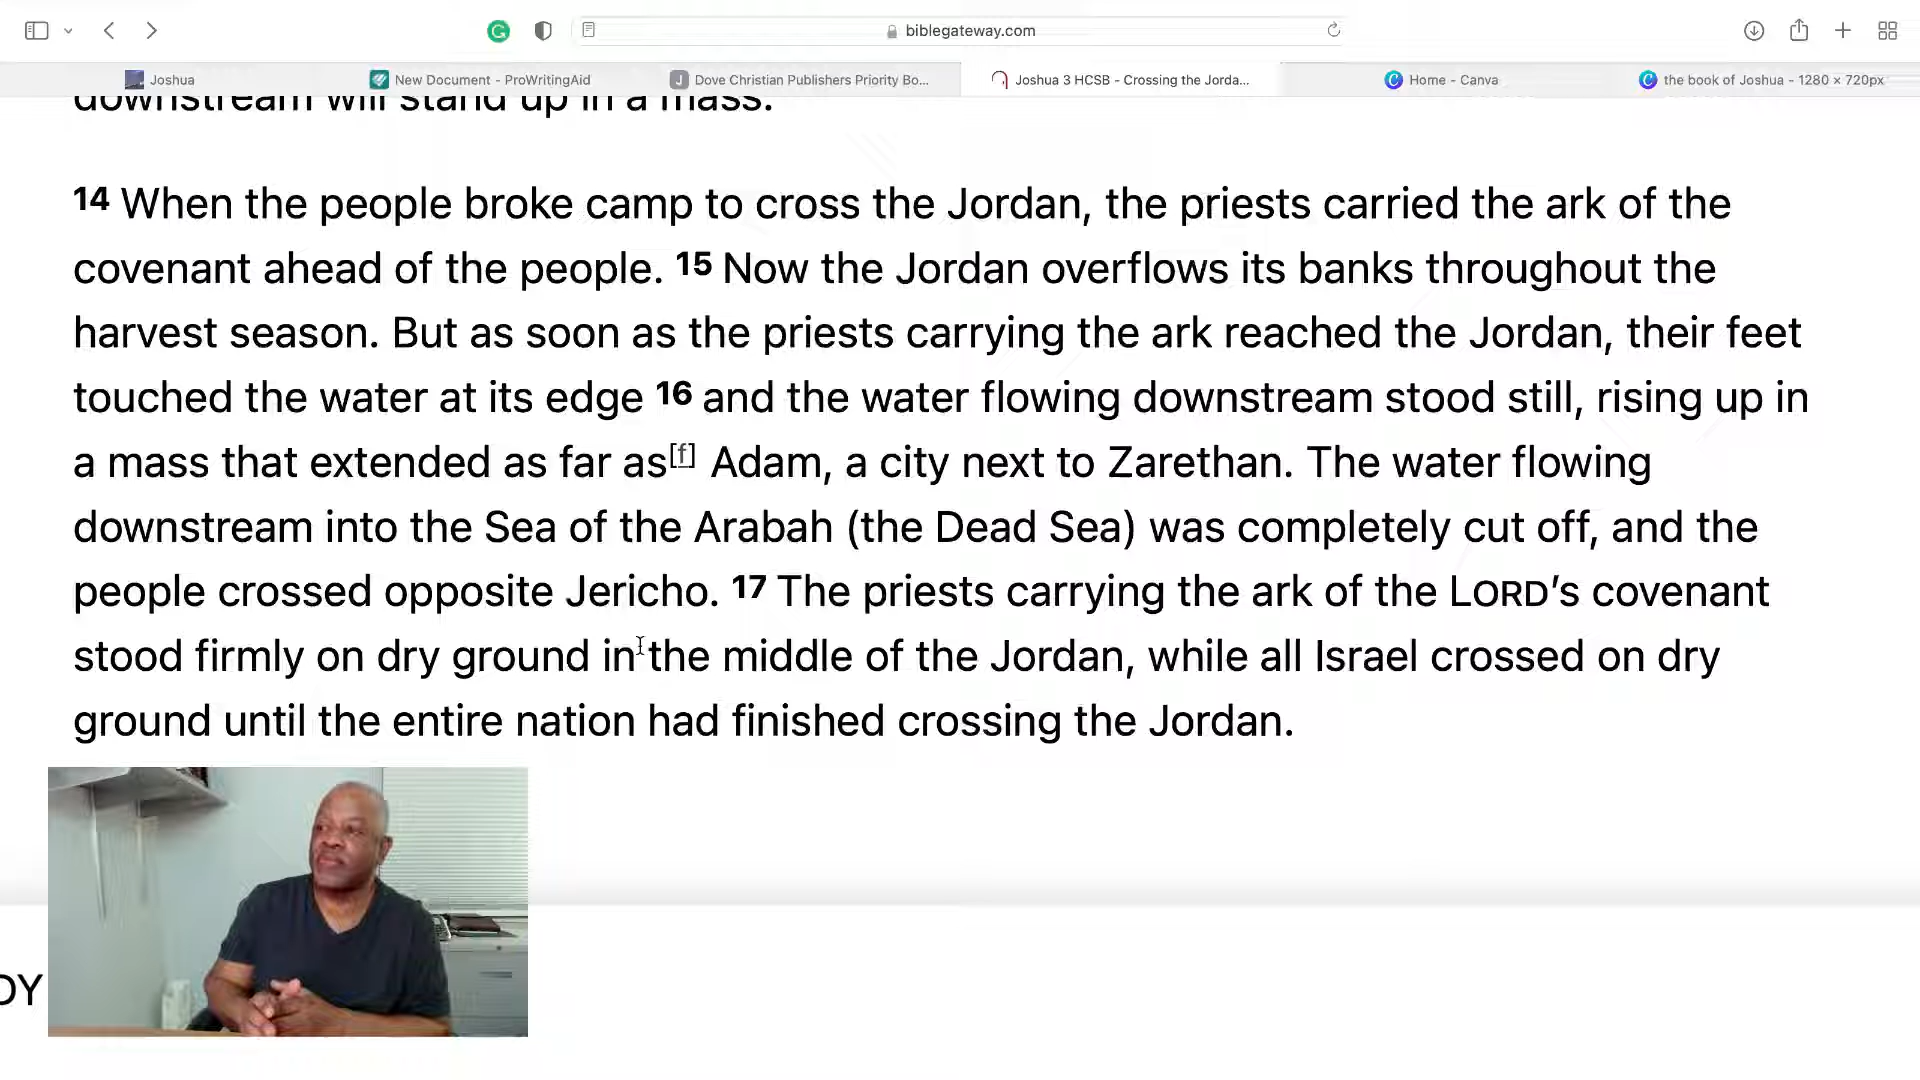 biblegateway.com
Joshua
New Document - ProWritingAid
Dove Christian Publishers Priority Bo...
Joshua 3 HCSB - Crossing the Jorda...
Home - Canva
the book of Joshua - 1280 × 720px
downstream will stand up in a mass.
14 When the people broke camp to cross the Jordan, the priests carried the ark of the
covenant ahead of the people. 15 Now the Jordan overflows its banks throughout the
harvest season. But as soon as the priests carrying the ark reached the Jordan, their feet
touched the water at its edge 16 and the water flowing downstream stood still, rising up in
a mass that extended as far as[f] Adam, a city next to Zarethan. The water flowing
downstream into the Sea of the Arabah (the Dead Sea) was completely cut off, and the
people crossed opposite Jericho. 17 The priests carrying the ark of the LORD’s covenant
stood firmly on dry ground in the middle of the Jordan, while all Israel crossed on dry
ground until the entire nation had finished crossing the Jordan.